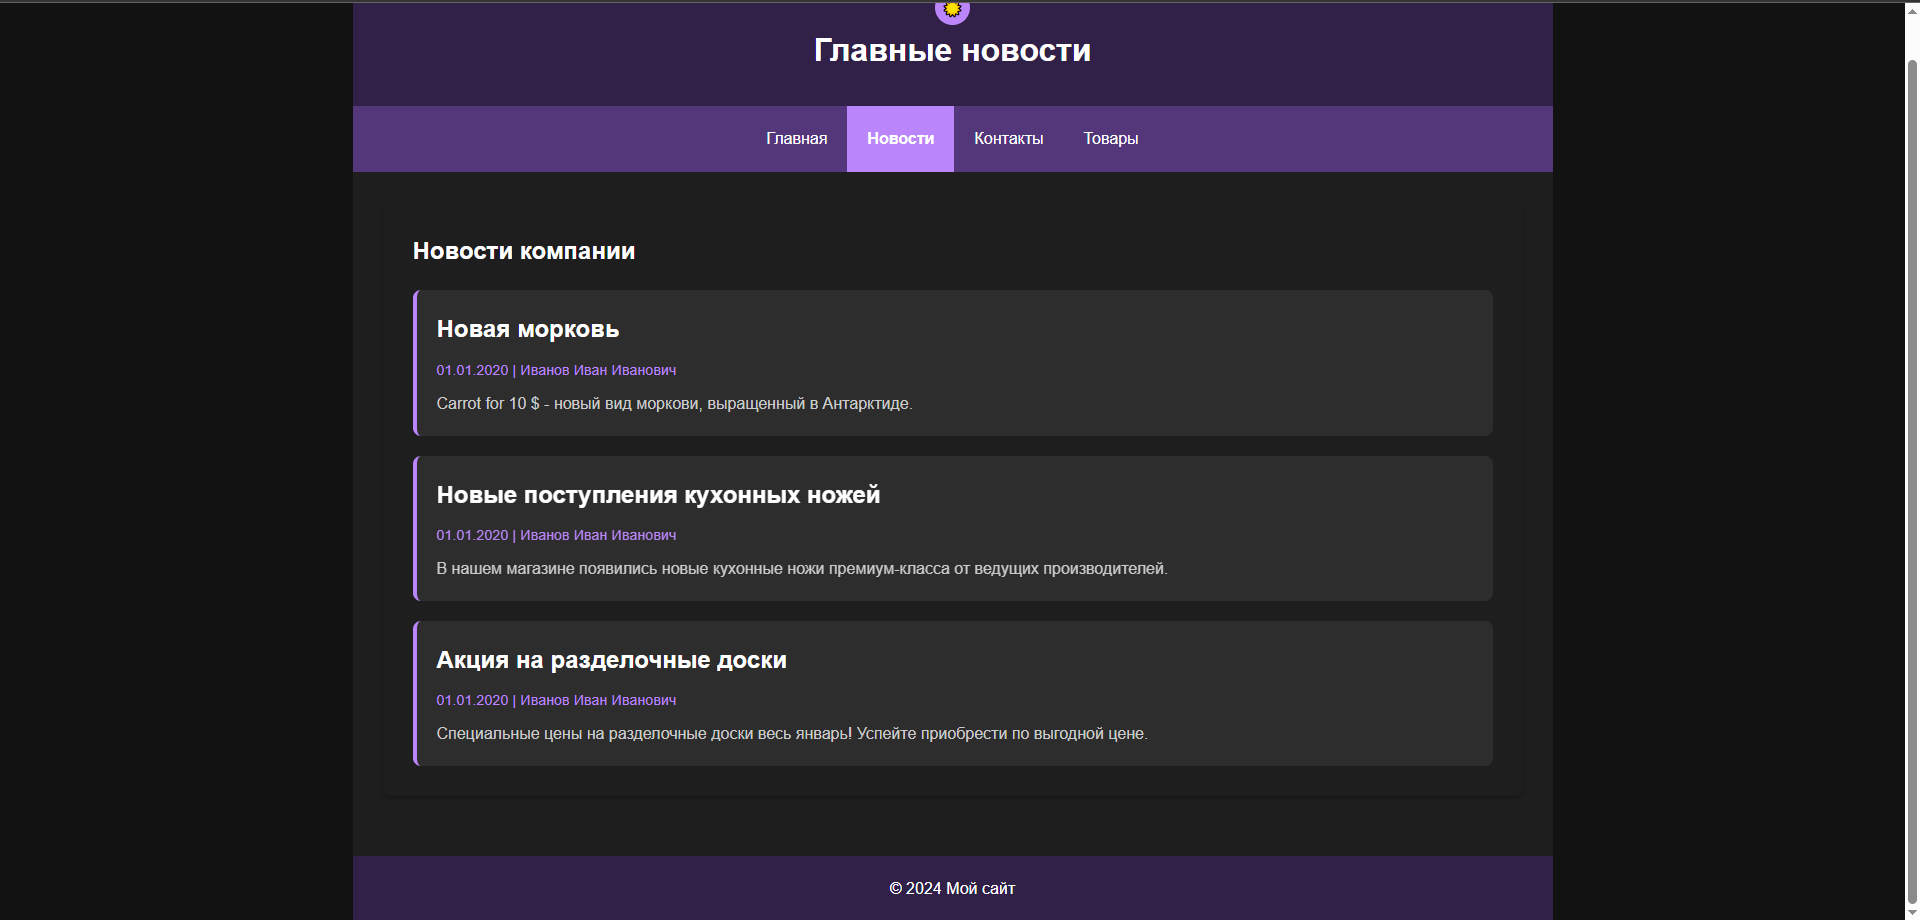 Главные новости
Главная Новости Контакты Товары
Новости компании
Новая морковь
01.01.2020 | Иванов Иван Иванович
Carrot for 10 $ - новый вид моркови, выращенный в Антарктиде.
Новые поступления кухонных ножей
01.01.2020 | Иванов Иван Иванович
В нашем магазине появились новые кухонные ножи премиум-класса от ведущих производителей.
Акция на разделочные доски
01.01.2020 | Иванов Иван Иванович
Специальные цены на разделочные доски весь январь! Успейте приобрести по выгодной цене.
© 2024 Мой сайт